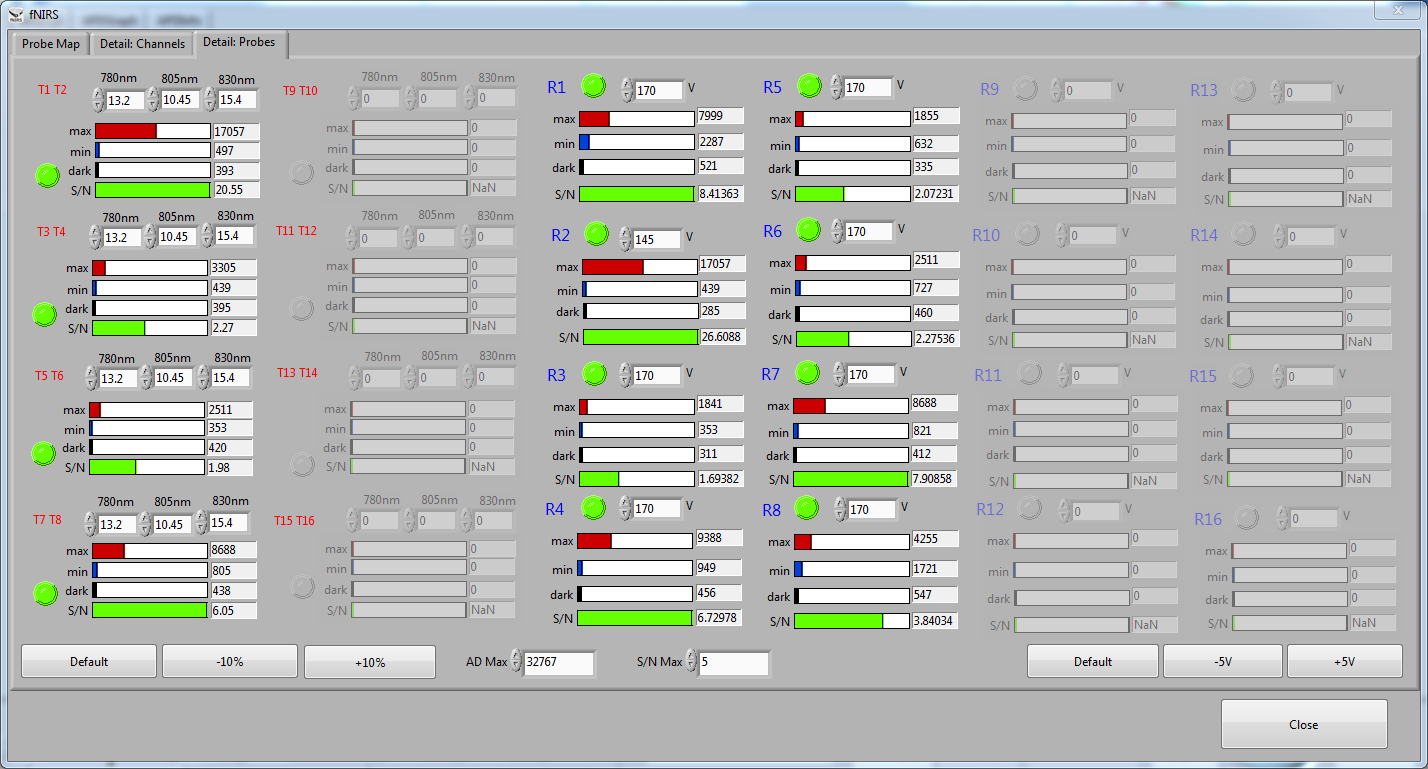 fNIRS
Probe Map Detail: Channels Detail: Probes
T1 T2 780nm 805nm 830nm
13.2 10.45 15.4
max 17057
min 497
dark 393
S/N 20.55
T3 T4 780nm 805nm 830nm
13.2 10.45 15.4
max 3305
min 439
dark 395
S/N 2.27
T5 T6 780nm 805nm 830nm
13.2 10.45 15.4
max 2511
min 353
dark 420
S/N 1.98
T7 T8 780nm 805nm 830nm
13.2 10.45 15.4
max 8688
min 805
dark 438
S/N 6.05
T9 T10 780nm 805nm 830nm
0 0 0
max 0
min 0
dark 0
S/N NaN
T11 T12 780nm 805nm 830nm
0 0 0
max 0
min 0
dark 0
S/N NaN
T13 T14 780nm 805nm 830nm
0 0 0
max 0
min 0
dark 0
S/N NaN
T15 T16 780nm 805nm 830nm
0 0 0
max 0
min 0
dark 0
S/N NaN
R1 170 V
max 7999
min 2287
dark 521
S/N 8.41363
R2 145 V
max 17057
min 439
dark 285
S/N 26.6088
R3 170 V
max 1841
min 353
dark 311
S/N 1.69382
R4 170 V
max 9388
min 949
dark 456
S/N 6.72978
R5 170 V
max 1855
min 632
dark 335
S/N 2.07231
R6 170 V
max 2511
min 727
dark 460
S/N 2.27536
R7 170 V
max 8688
min 821
dark 412
S/N 7.90858
R8 170 V
max 4255
min 1721
dark 547
S/N 3.84034
R9 0 V
max 0
min 0
dark 0
S/N NaN
R10 0 V
max 0
min 0
dark 0
S/N NaN
R11 0 V
max 0
min 0
dark 0
S/N NaN
R12 0 V
max 0
min 0
dark 0
S/N NaN
R13 0 V
max 0
min 0
dark 0
S/N NaN
R14 0 V
max 0
min 0
dark 0
S/N NaN
R15 0 V
max 0
min 0
dark 0
S/N NaN
R16 0 V
max 0
min 0
dark 0
S/N NaN
Default -10% +10% AD Max 32767 S/N Max 5 Default -5V +5V
Close